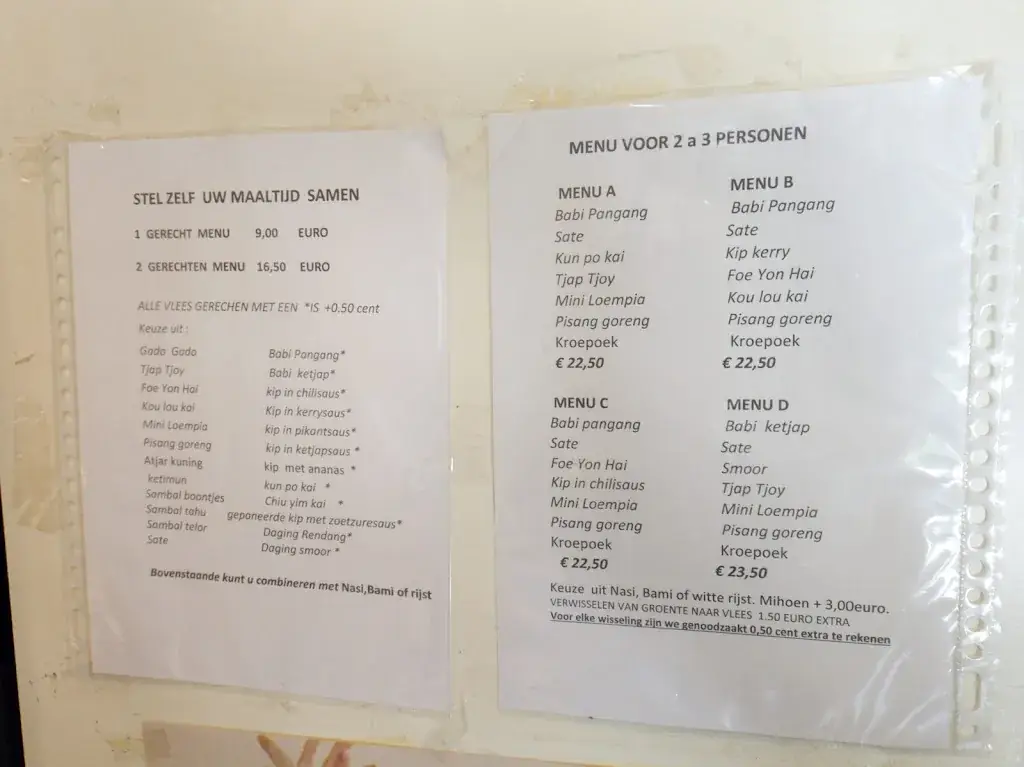 STEL ZELF UW MAALTIJD SAMEN
1 GERECHT MENU 9,00 EURO
2 GERECHTEN MENU 16,50 EURO
ALLE VLEES GERECHEN MET EEN *IS +0.50 cent
Keuze uit :
Gado Gado Babi Pangang*
Tjap Tjoy Babi ketjap*
Foe Yon Hai kip in chilisaus*
Kou lou kai Kip in kerrysaus*
Mini Loempia kip in pikantsaus*
Pisang goreng kip in ketjapsaus*
Atjar kuning kip met ananas *
ketimun kun po kai *
Sambal boontjes Chiu yim kai *
Sambal tahu gepaneerde kip met zoetzuresaus*
Sambal telor Daging Rendang*
Sate Daging smoor *
Bovenstaande kunt u combineren met Nasi,Bami of rijst
MENU VOOR 2 a 3 PERSONEN
MENU A
Babi Pangang
Sate
Kun po kai
Tjap Tjoy
Mini Loempia
Pisang goreng
Kroepoek
€ 22,50
MENU B
Babi Pangang
Sate
Kip kerry
Foe Yon Hai
Kou lou kai
Pisang goreng
Kroepoek
€ 22,50
MENU C
Babi pangang
Sate
Foe Yon Hai
Kip in chilisaus
Mini Loempia
Pisang goreng
Kroepoek
€ 22,50
MENU D
Babi ketjap
Sate
Smoor
Tjap Tjoy
Mini Loempia
Pisang goreng
Kroepoek
€ 23,50
Keuze uit Nasi, Bami of witte rijst. Mihoen + 3,00euro.
VERWISSELEN VAN GROENTE NAAR VLEES 1.50 EURO EXTRA
Voor elke wisseling zijn we genoodzaakt 0,50 cent extra te rekenen